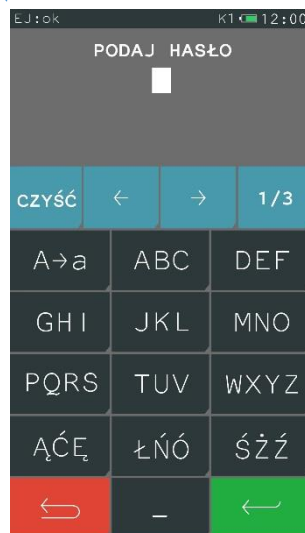 EJ:ok K1 12:00
PODAJ HASŁO
CZYŚĆ ← → 1/3
A→a ABC DEF
GHI JKL MNO
PQRS TUV WXYZ
ĄĆĘ ŁŃÓ ŚŻŹ
_